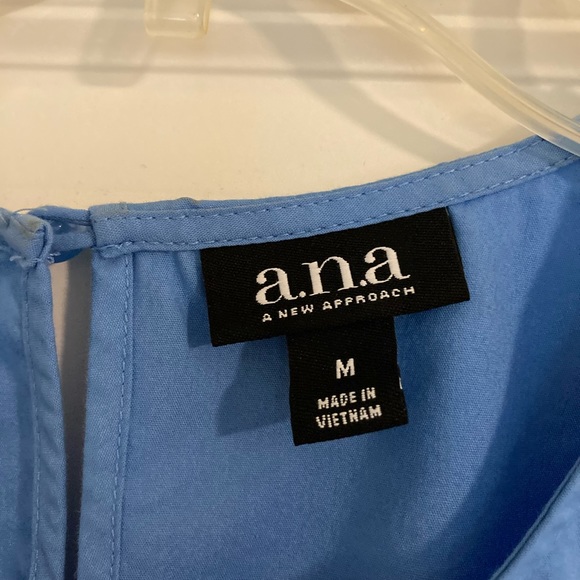 a.n.a
A NEW APPROACH
M
MADE IN
VIETNAM